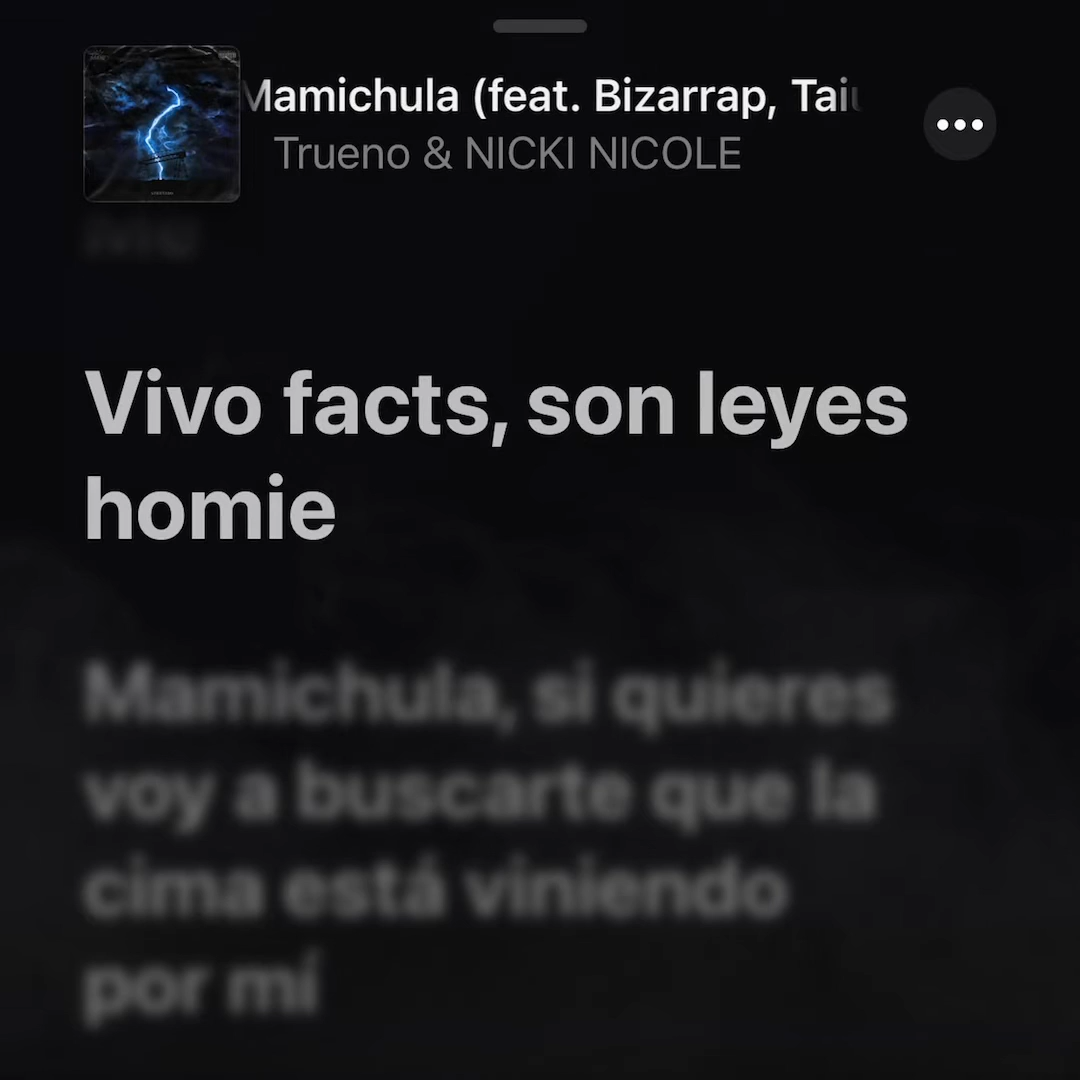 Mamichula (feat. Bizarrap, Tai
Trueno & NICKI NICOLE
Vivo facts, son leyes
homie
Mamichula, si quieres
voy a buscarte que la
cima está viniendo
por mí